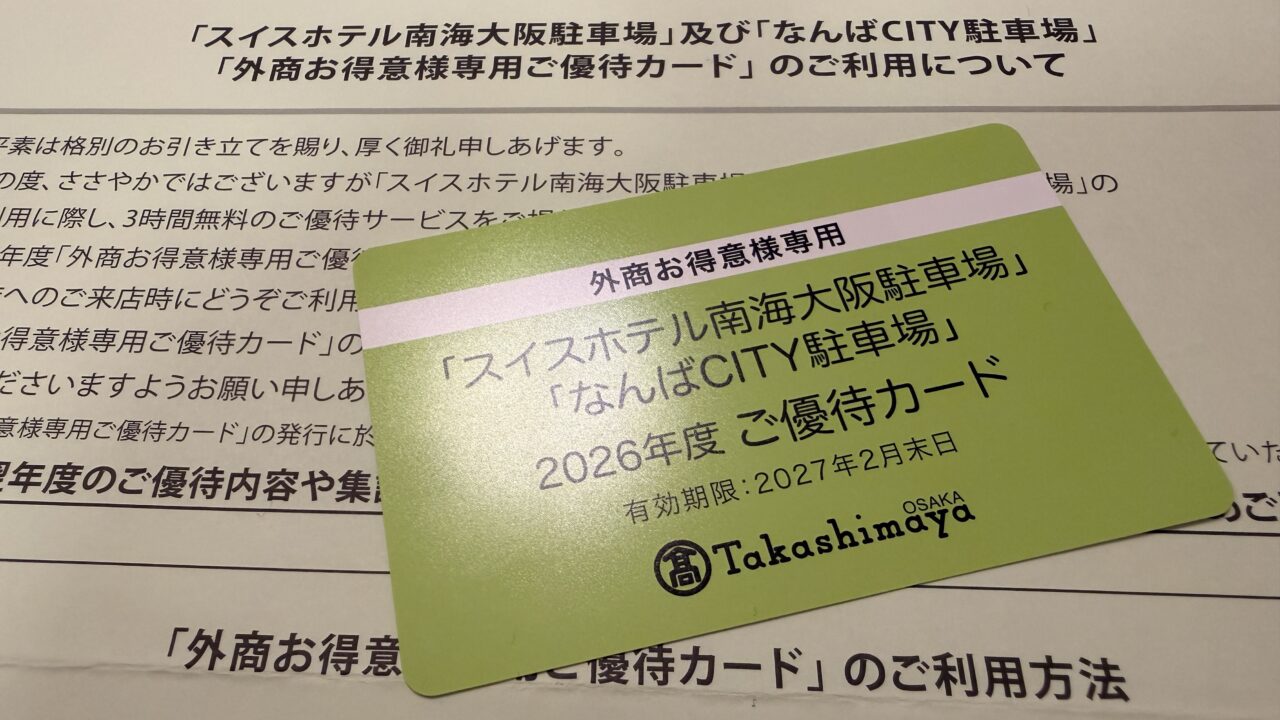 「スイスホテル南海大阪駐車場」及び「なんばCITY駐車場」
「外商お得意様専用ご優待カード」のご利用について
平素は格別のお引き立てを賜り、厚く御礼申しあげます。
の度、ささやかではございますが「スイスホテル南海大阪駐車場
場」の
用に際し、3時間無料のご優待サービスをご提
年度「外商お得意様専用ご優待
へのご来店時にどうぞご利用
得意様専用ご優待カード」の
ださいますようお願い申しあ
意様専用ご優待カード」の発行に於
ていた
翌年度のご優待内容や集計
外商お得意様専用
「スイスホテル南海大阪駐車場」
「なんばCITY駐車場」
2026年度 ご優待カード
有効期限:2027年2月末日
OSAKA
髙 Takashimaya
「外商お得意
ご優待カード」のご利用方法